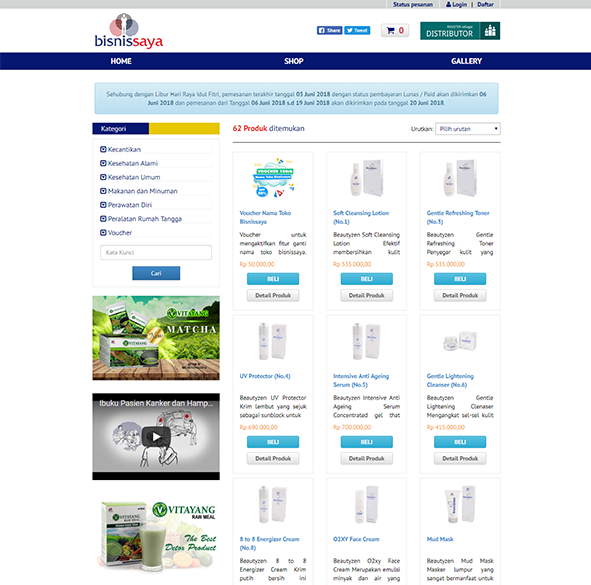 Status pesanan
Login | Daftar
bisnissaya
Share
Tweet
0
REGISTER sebagai
DISTRIBUTOR
HOME
SHOP
GALLERY
Sehubung dengan Libur Hari Raya Idul Fitri, pemesanan terakhir tanggal 03 Juni 2018 dengan status pembayaran Lunas / Paid akan dikirimkan 06
Juni 2018 dan pemesanan dari Tanggal 06 Juni 2018 s.d 19 Juni 2018 akan dikirimkan pada tanggal 20 Juni 2018.
Kategori
Kecantikan
Kesehatan Alami
Kesehatan Umum
Makanan dan Minuman
Perawatan Diri
Peralatan Rumah Tangga
Voucher
Kata Kunci
Cari
VITAYANG
MATCHA
Ibuku Pasien Kanker dan Hamp...
VITAYANG
RAW MEAL
The Best
Detox Product
62 Produk ditemukan
Urutkan:
Pilih urutan
Voucher Nama Toko
Bisnissaya
Voucher untuk
mengaktifkan fitur ganti
nama toko bisnissaya.
Rp 50.000,00
BELI
Detail Produk
Soft Cleansing Lotion
(No.1)
Beautyzen Soft Cleansing
Lotion Efektif
membersihkan kulit
Rp 535.000,00
BELI
Detail Produk
Gentle Refreshing Toner
(No.3)
Beautyzen Gentle
Refreshing Toner
Penyegar kulit yang
Rp 535.000,00
BELI
Detail Produk
UV Protector (No.4)
Beautyzen UV Protector
Krim lembut yang sejuk
sebagai sunblock untuk
Rp 690.000,00
BELI
Detail Produk
Intensive Anti Ageing
Serum (No.5)
Beautyzen Intensive Anti
Ageing Serum
Concentrated gel that
Rp 700.000,00
BELI
Detail Produk
Gentle Lightening
Cleanser (No.6)
Beautyzen Gentle
Lightening Clenaser
Mengangkat sel-sel kulit
Rp 415.000,00
BELI
Detail Produk
8 to 8 Energizer Cream
(No.8)
Beautyzen 8 to 8
Energizer Cream Krim
putih bersih ini
O2XY Face Cream
Beautyzen O2xy Face
Cream Merupakan emulsi
minyak dan air yang
Mud Mask
Beautyzen Mud Mask
Masker lumpur yang
sangat bermanfaat untuk